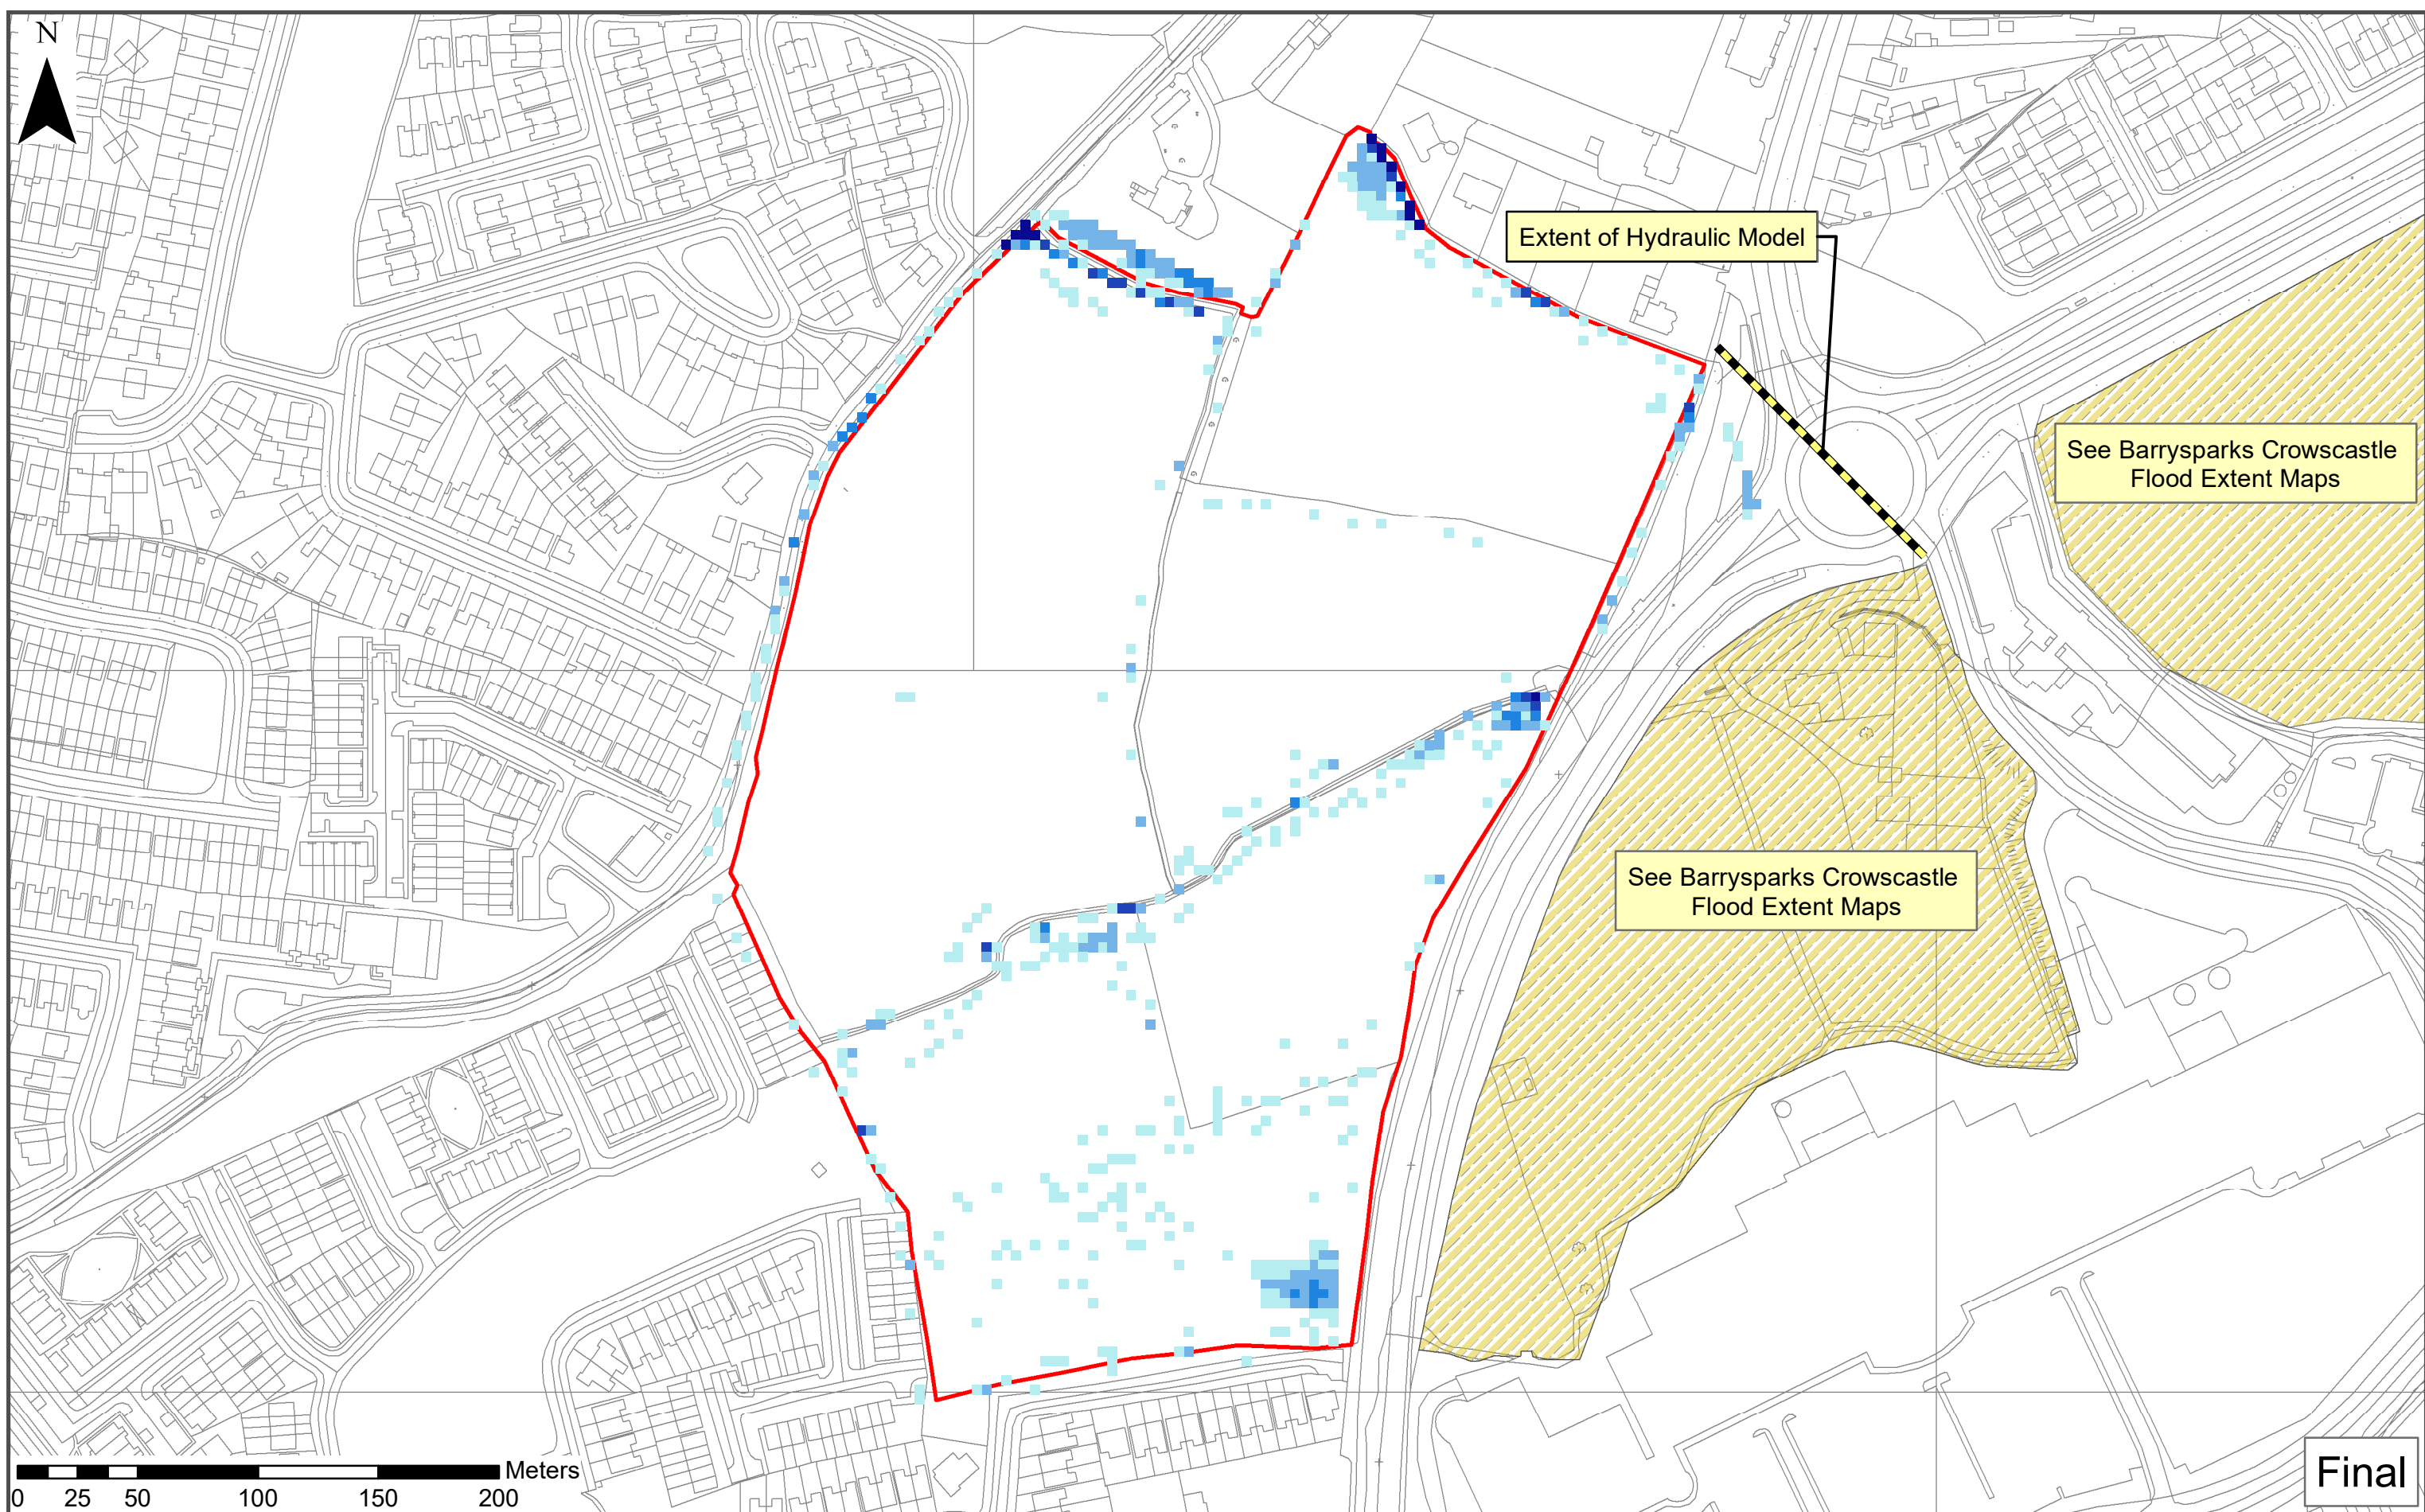 N
Extent of Hydraulic Model
See Barrysparks Crowscastle
Flood Extent Maps
See Barrysparks Crowscastle
Flood Extent Maps
Meters
0 25 50 100 150 200
Final